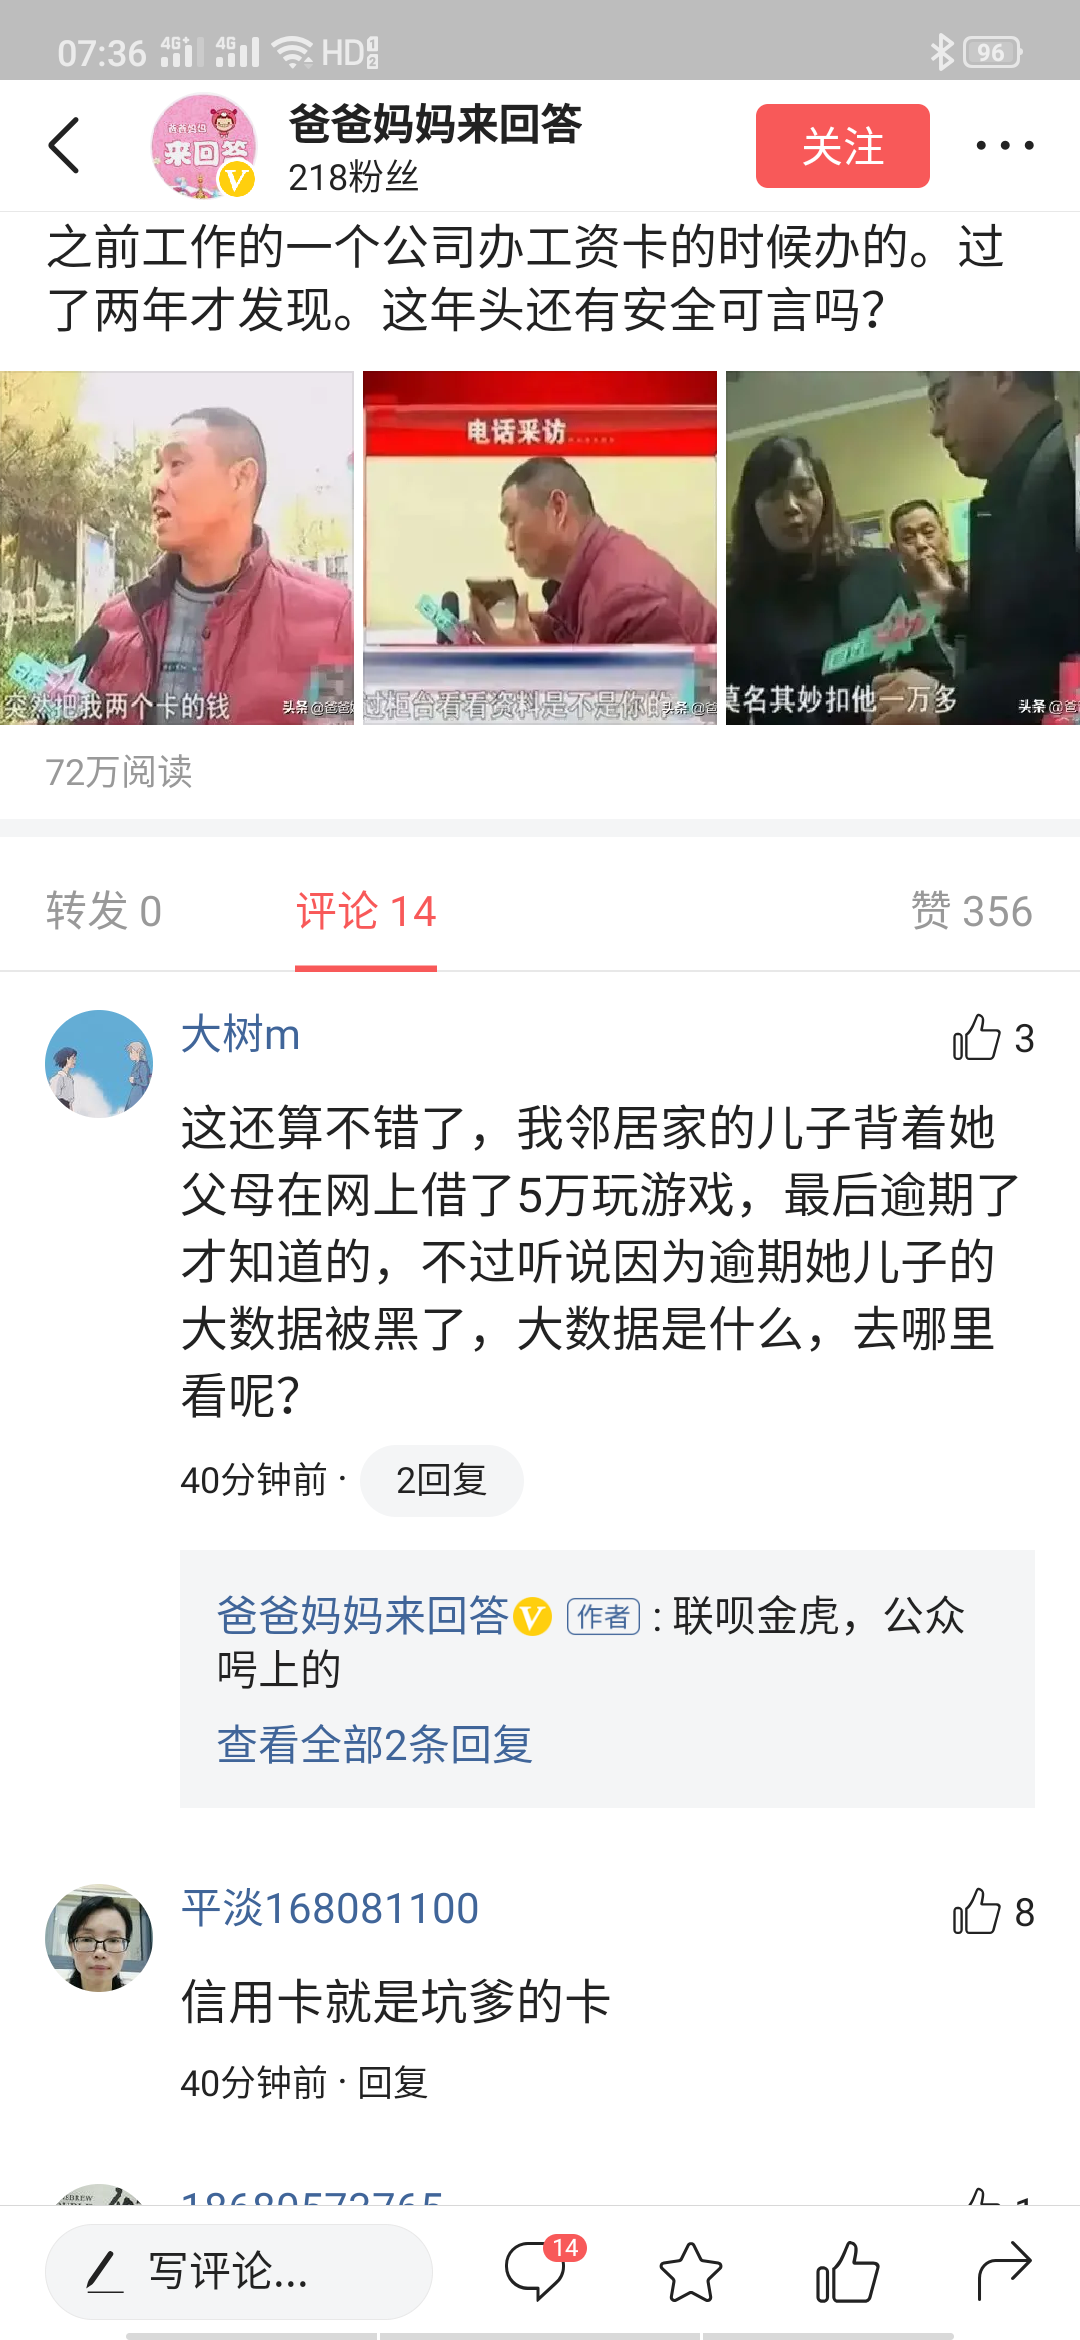 07:36 4G+ 4G HD 1 2 96
爸爸妈妈
来回答
爸爸妈妈来回答
218粉丝
关注
之前工作的一个公司办工资卡的时候办的。过
了两年才发现。这年头还有安全可言吗?
电话采访......
突然把我两个卡的钱
头条 @爸爸
过柜台看看资料是不是你的
头条 @爸
莫名其妙扣他一万多
头条 @爸
72万阅读
转发 0 评论 14 赞 356
大树m 3
这还算不错了，我邻居家的儿子背着她
父母在网上借了5万玩游戏，最后逾期了
才知道的，不过听说因为逾期她儿子的
大数据被黑了，大数据是什么，去哪里
看呢?
40分钟前 · 2回复
爸爸妈妈来回答 V 作者 : 联呗金虎，公众
呺上的
查看全部2条回复
平淡168081100 8
信用卡就是坑爹的卡
40分钟前 · 回复
18680573765 1
写评论... 14